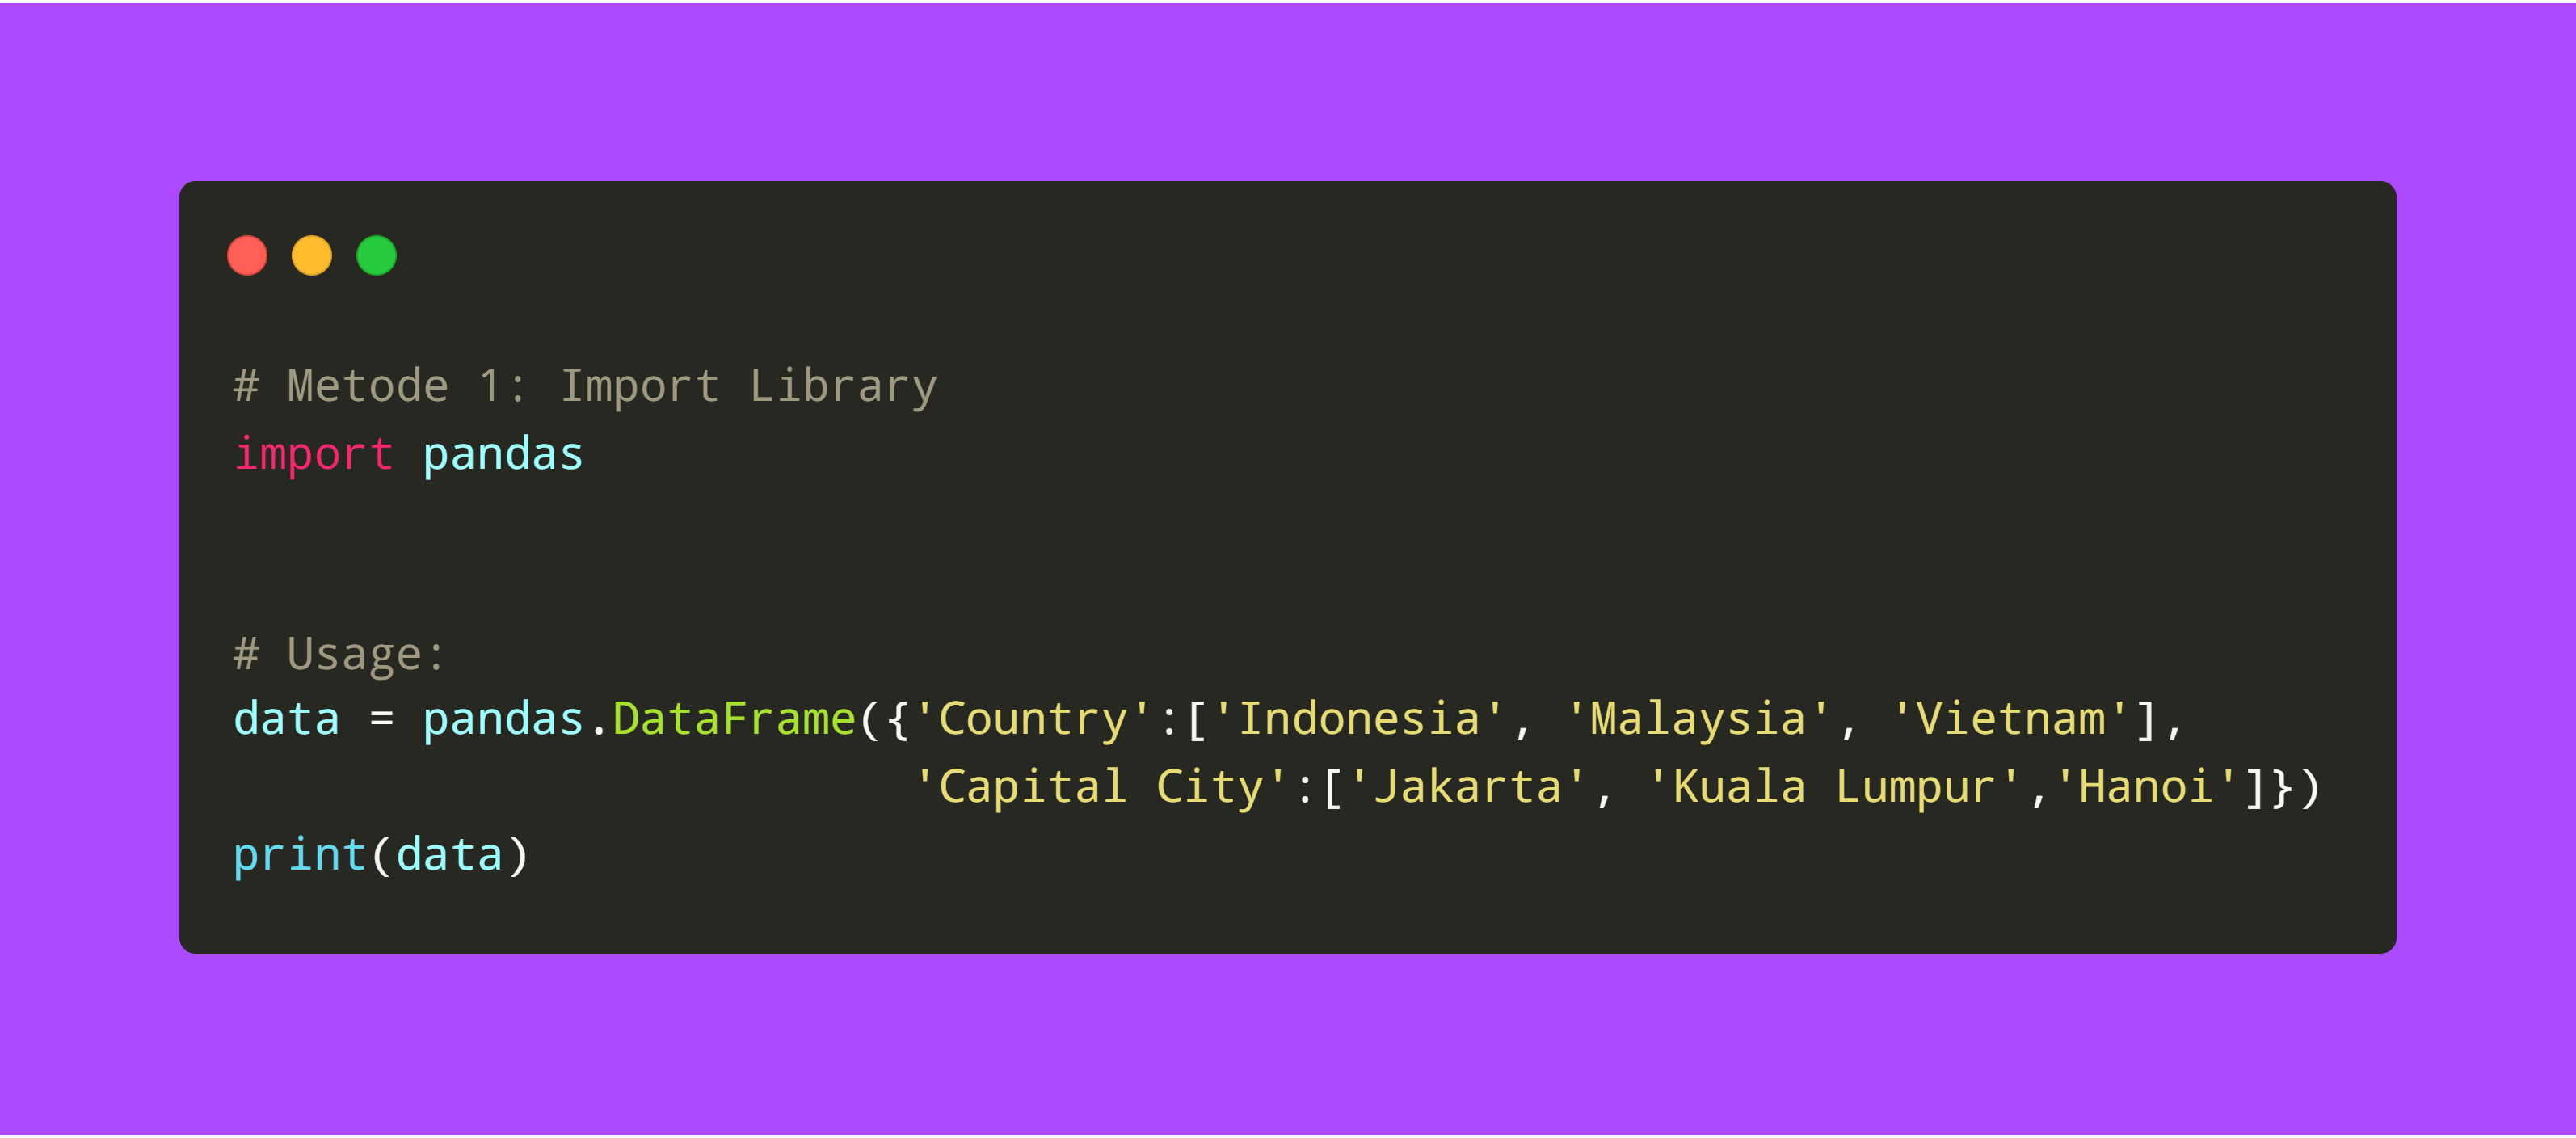 # Metode 1: Import Library
import pandas
# Usage:
data = pandas.DataFrame({'Country':['Indonesia', 'Malaysia', 'Vietnam'],
                         'Capital City':['Jakarta', 'Kuala Lumpur','Hanoi']})
print(data)